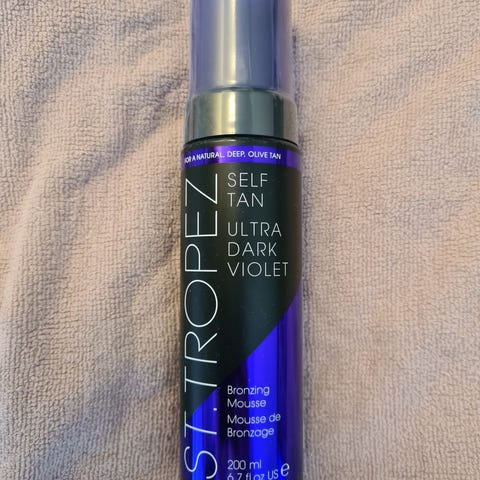 FOR A NATURAL, DEEP, OLIVE TAN
ST.TROPEZ
SELF
TAN
ULTRA
DARK
VIOLET
Bronzing
Mousse
Mousse de
Bronzage
200 ml
6.7 fl oz US e